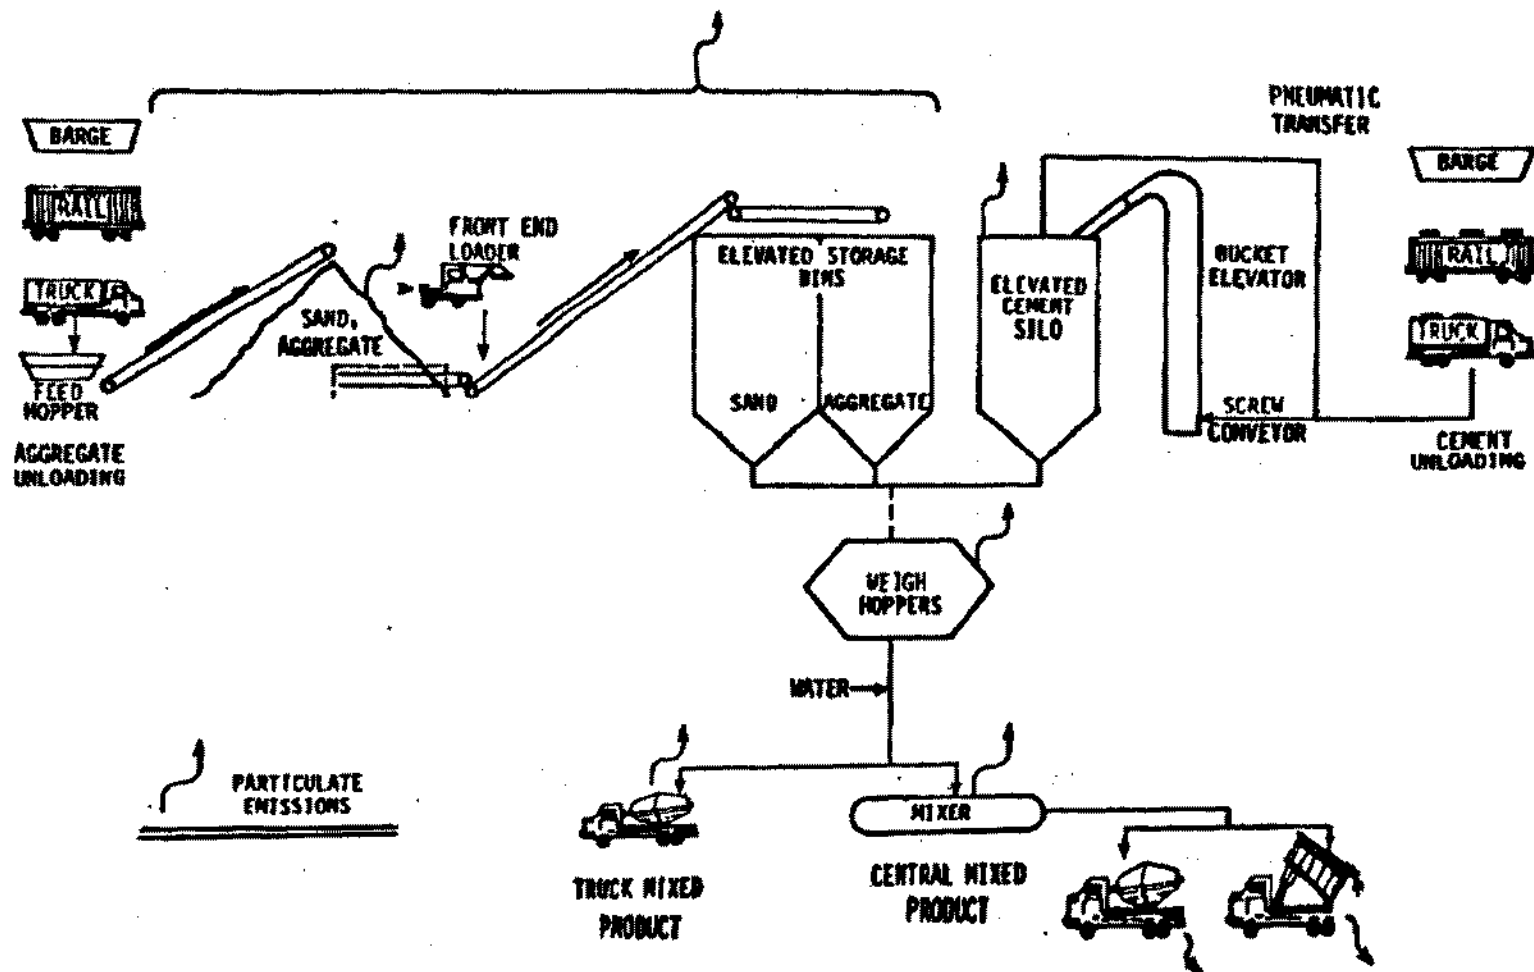 PNEUMATIC
TRANSFER
BARGE
RAIL
TRUCK
FEED
HOPPER
AGGREGATE
UNLOADING
SAND,
AGGREGATE
FRONT END
LOADER
ELEVATED STORAGE
BINS
SAND
AGGREGATE
ELEVATED
CEMENT
SILO
BUCKET
ELEVATOR
SCREW
CONVEYOR
BARGE
RAIL
TRUCK
CEMENT
UNLOADING
WEIGH
HOPPERS
WATER
PARTICULATE
EMISSIONS
MIXER
TRUCK MIXED
PRODUCT
CENTRAL MIXED
PRODUCT